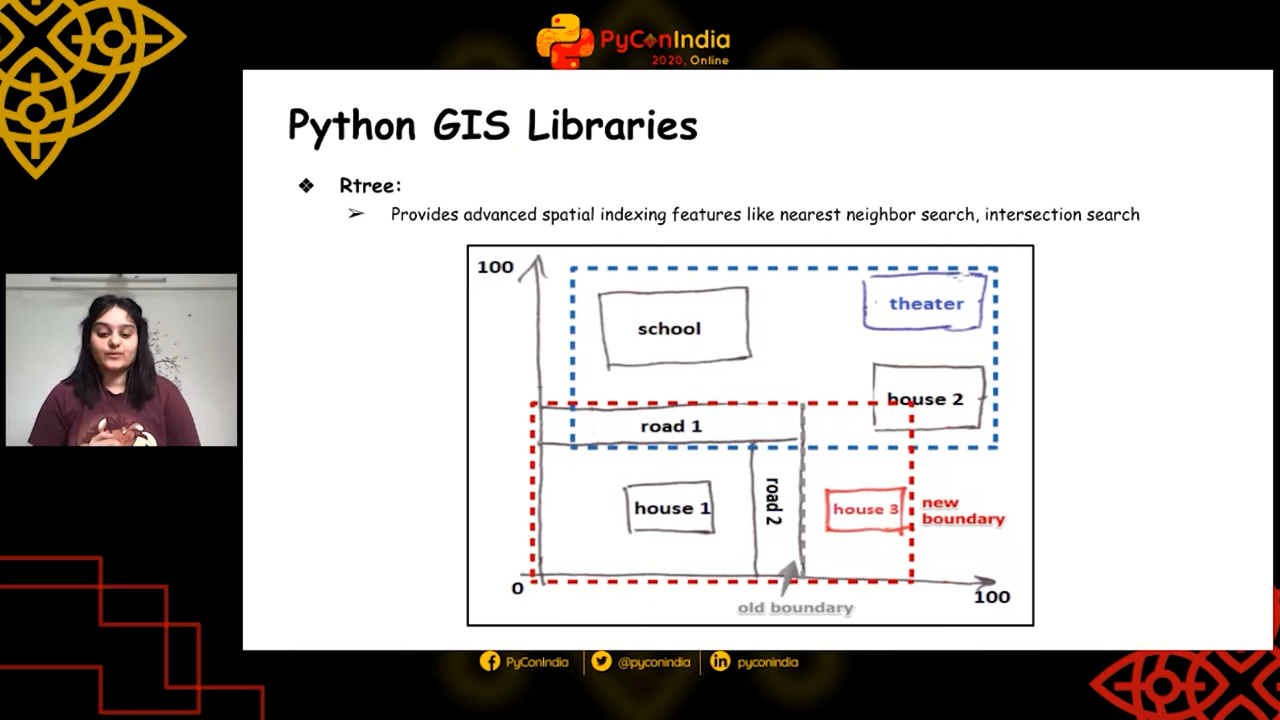 PyConIndia
2020, Online
Python GIS Libraries
❖ Rtree:
➢ Provides advanced spatial indexing features like nearest neighbor search, intersection search
100
theater
school
house 2
road 1
road 2
house 1
house 3
new
boundary
0
100
old boundary
PyConIndia
@pyconindia
pyconindia